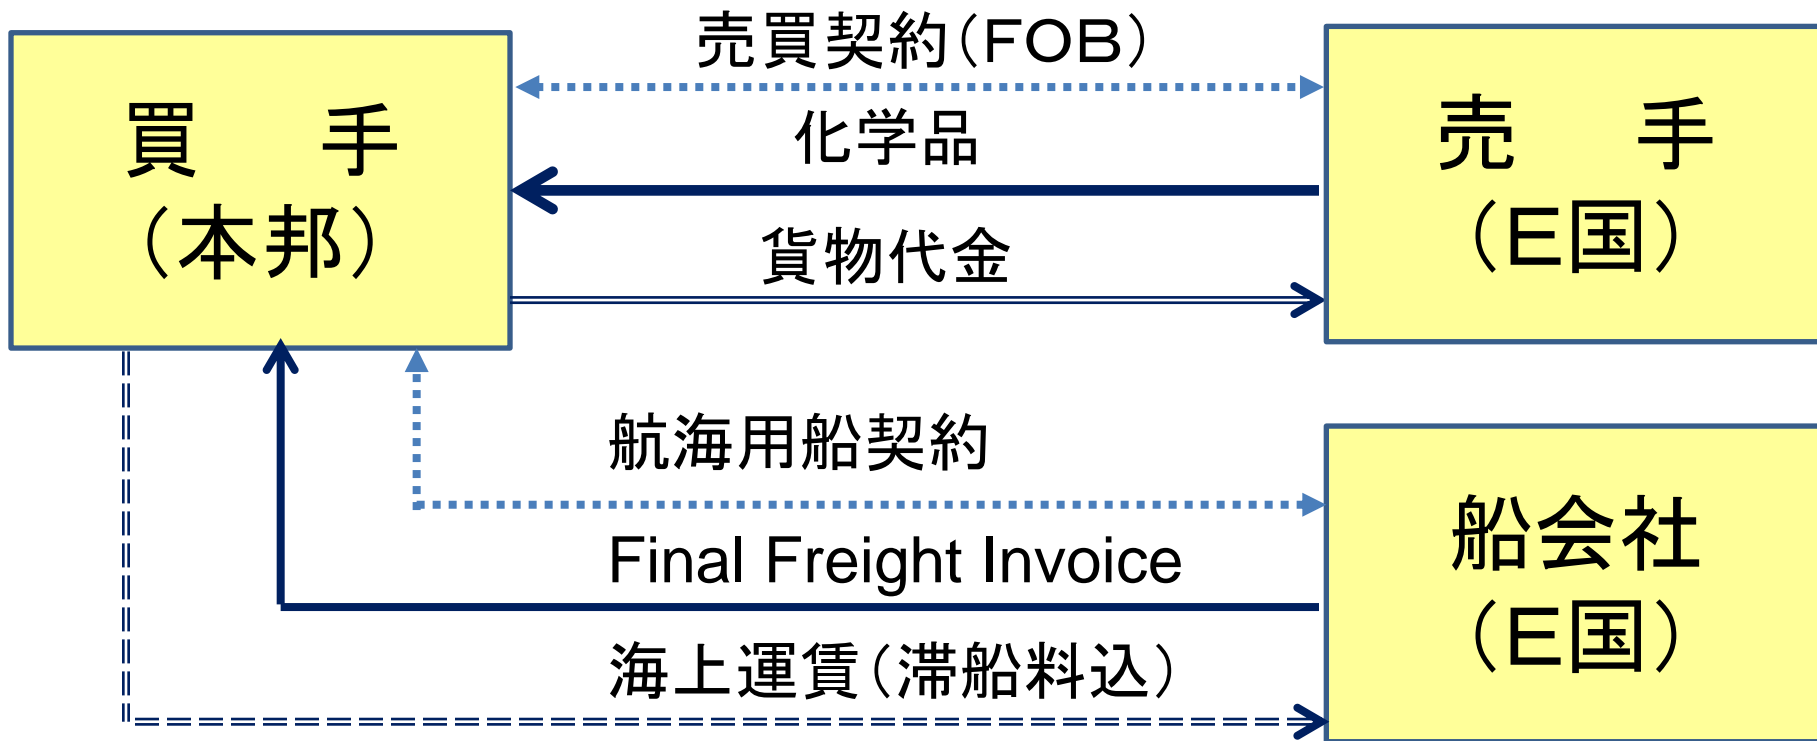 売買契約（FOB）
買　　手
（本邦）
化学品
貨物代金
売　　手
（E国）
航海用船契約
Final Freight Invoice
海上運賃（滞船料込）
船会社
（E国）